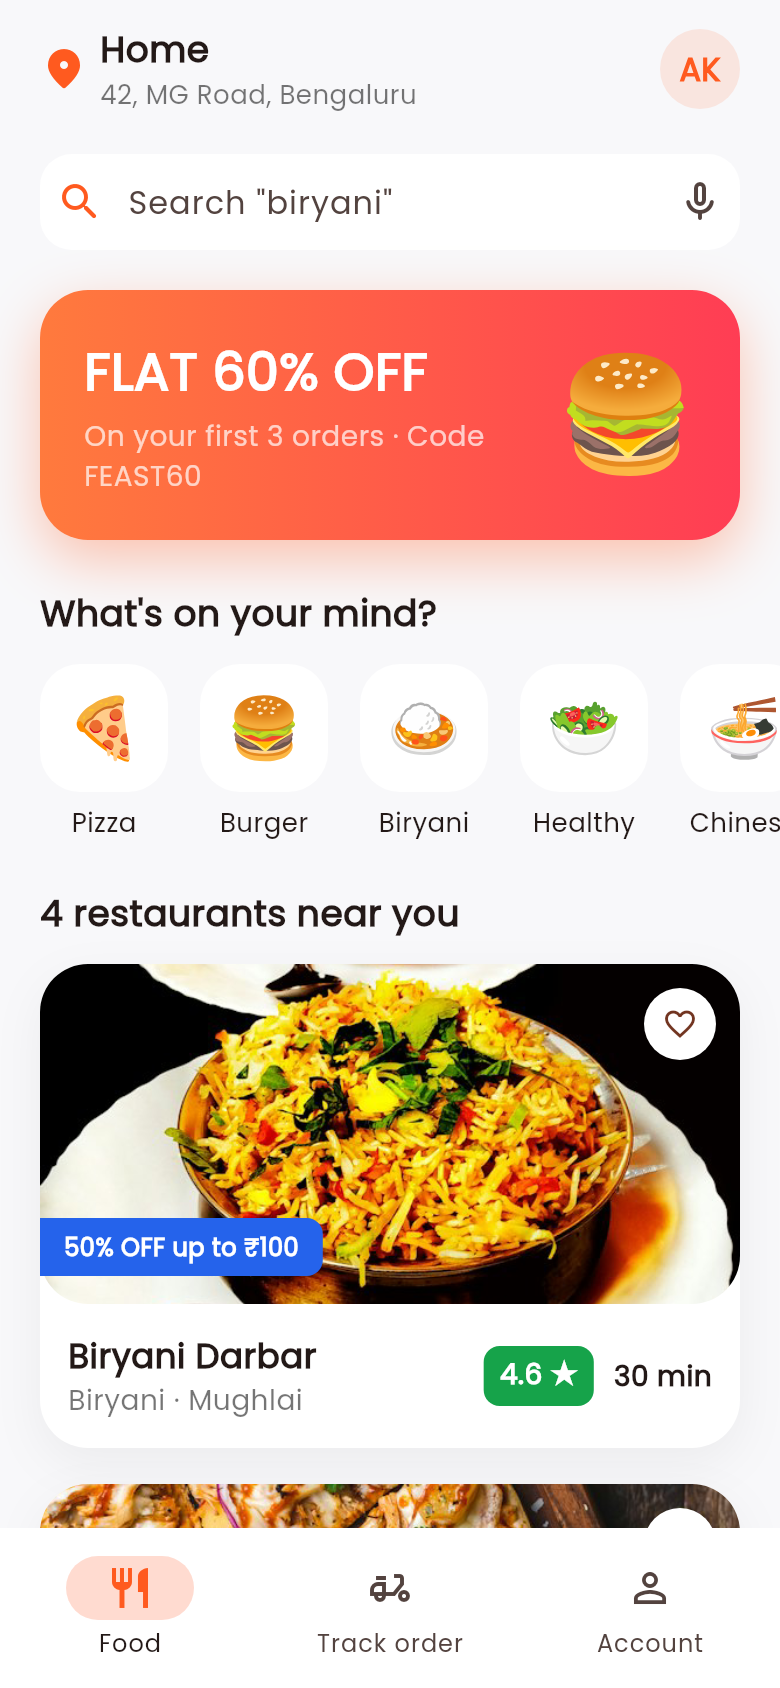 Home
42, MG Road, Bengaluru
AK
Search "biryani"
FLAT 60% OFF
On your first 3 orders · Code
FEAST60
What's on your mind?
Pizza
Burger
Biryani
Healthy
Chines
4 restaurants near you
50% OFF up to ₹100
Biryani Darbar
Biryani · Mughlai
4.6 ★
30 min
Food
Track order
Account